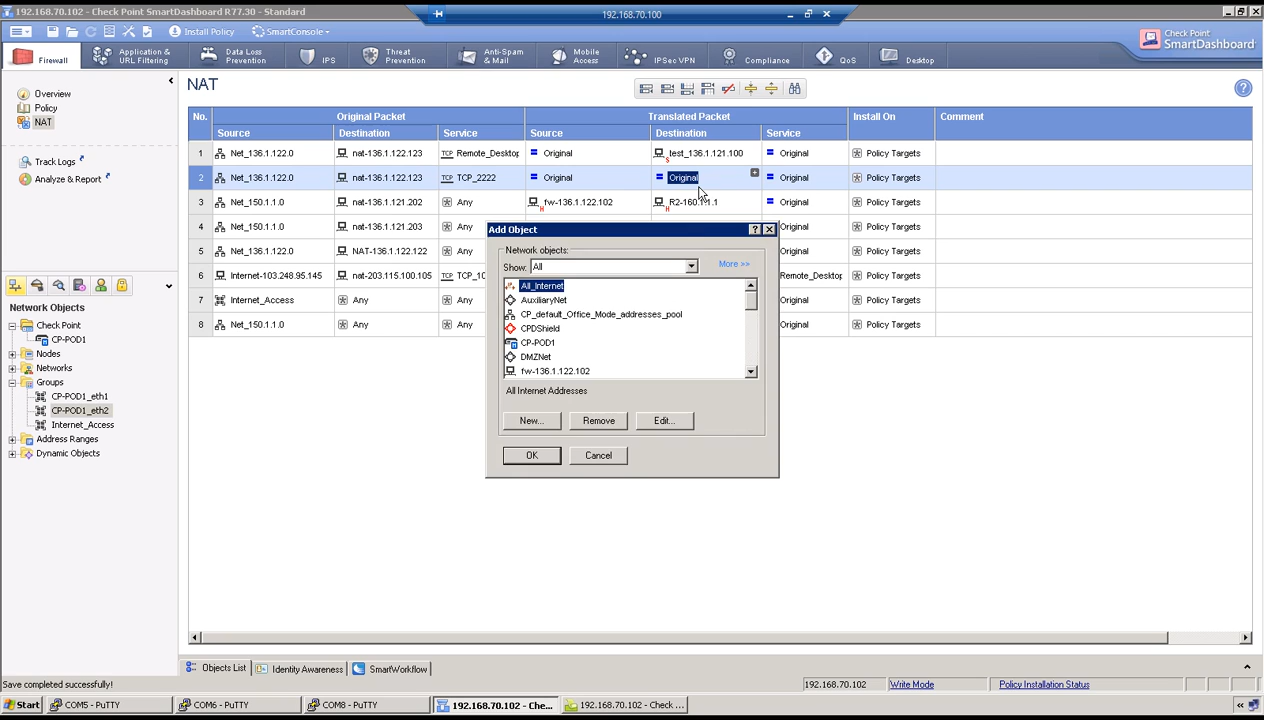 192.168.70.102 - Check Point SmartDashboard R77.30 - Standard
192.168.70.100
Install Policy
SmartConsole
Firewall
Application & URL Filtering
Data Loss Prevention
IPS
Threat Prevention
Anti-Spam & Mail
Mobile Access
IPSec VPN
Compliance
QoS
Desktop
Check Point
SmartDashboard
Overview
Policy
NAT
Track Logs
Analyze & Report
NAT
No. Original Packet Translated Packet Install On Comment
Source Destination Service Source Destination Service
1 Net_136.1.122.0 nat-136.1.122.123 TCP Remote_Desktop = Original test_136.1.121.100 = Original Policy Targets
2 Net_136.1.122.0 nat-136.1.122.123 TCP TCP_2222 = Original = Original = Original Policy Targets
3 Net_150.1.1.0 nat-136.1.121.202 Any fw-136.1.122.102 = Original Policy Targets
4 Net_150.1.1.0 nat-136.1.121.203 Any Policy Targets
5 Net_136.1.122.0 NAT-136.1.122.122 Any Policy Targets
6 Internet-103.248.95.145 nat-203.115.100.105 TCP TCP_10 Remote_Desktop Policy Targets
7 Internet_Access Any Any Policy Targets
8 Net_150.1.1.0 Any Any Policy Targets
Add Object
Network objects:
Show: All
More >>
All_Internet
AuxiliaryNet
CP_default_Office_Mode_addresses_pool
CPDShield
CP-POD1
DMZNet
fw-136.1.122.102
All Internet Addresses
New... Remove Edit...
OK Cancel
Network Objects
Check Point
CP-POD1
Nodes
Networks
Groups
CP-POD1_eth1
CP-POD1_eth2
Internet_Access
Address Ranges
Dynamic Objects
Objects List
Identity Awareness
SmartWorkflow
Save completed successfully!
192.168.70.102
Write Mode
Policy Installation Status
Start
COM5 - PuTTY
COM6 - PuTTY
COM8 - PuTTY
192.168.70.102 - Che...
192.168.70.102 - Check ...